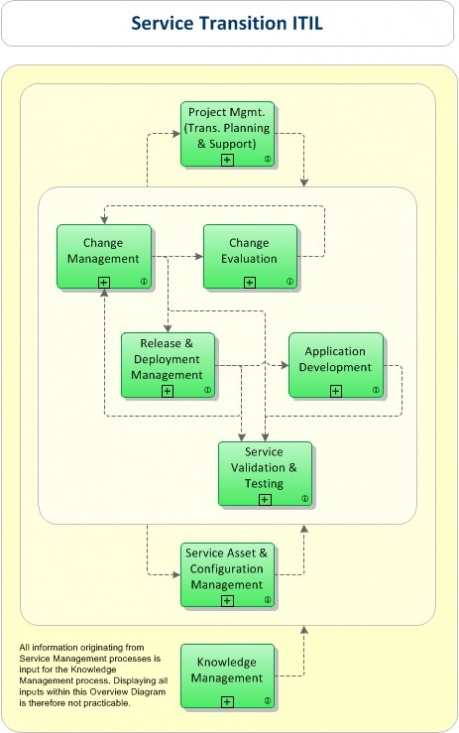 Service Transition ITIL
Project Mgmt.
(Trans. Planning
& Support)
Change
Management
Change
Evaluation
Release &
Deployment
Management
Application
Development
Service
Validation &
Testing
Service Asset &
Configuration
Management
All information originating from
Service Management processes is
input for the Knowledge
Management process. Displaying all
inputs within this Overview Diagram
is therefore not practicable.
Knowledge
Management